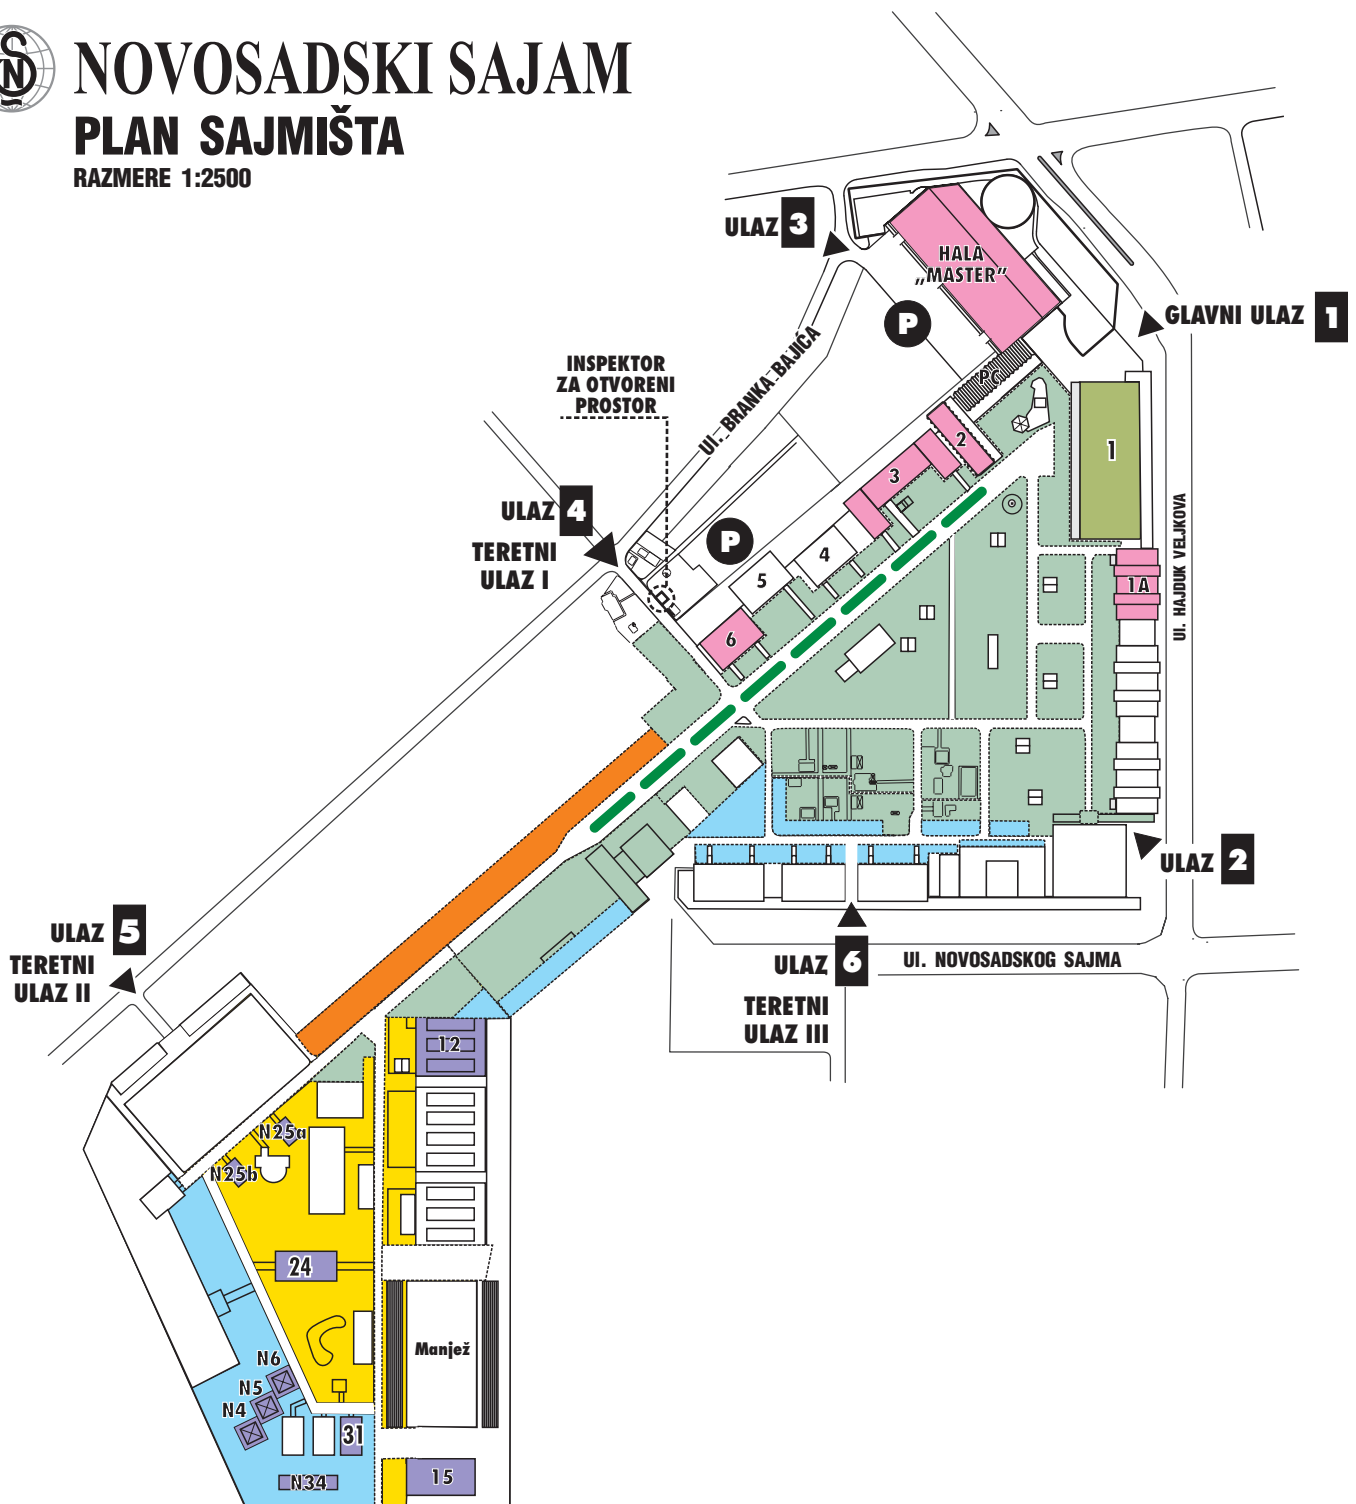 NOVOSADSKI SAJAM
PLAN SAJMIŠTA
RAZMERE 1:2500
ULAZ 3
HALA
„MASTER”
P
GLAVNI ULAZ 1
INSPEKTOR
ZA OTVORENI
PROSTOR
Ul. BRANKA BAJIĆA
PC
2
1
3
ULAZ 4
TERETNI
ULAZ I
P
4
5
6
1A
Ul. HAJDUK VELJKOVA
ULAZ 2
ULAZ 5
TERETNI
ULAZ II
ULAZ 6
TERETNI
ULAZ III
Ul. NOVOSADSKOG SAJMA
12
N25a
N25b
24
Manjež
N6
N5
N4
31
N34
15